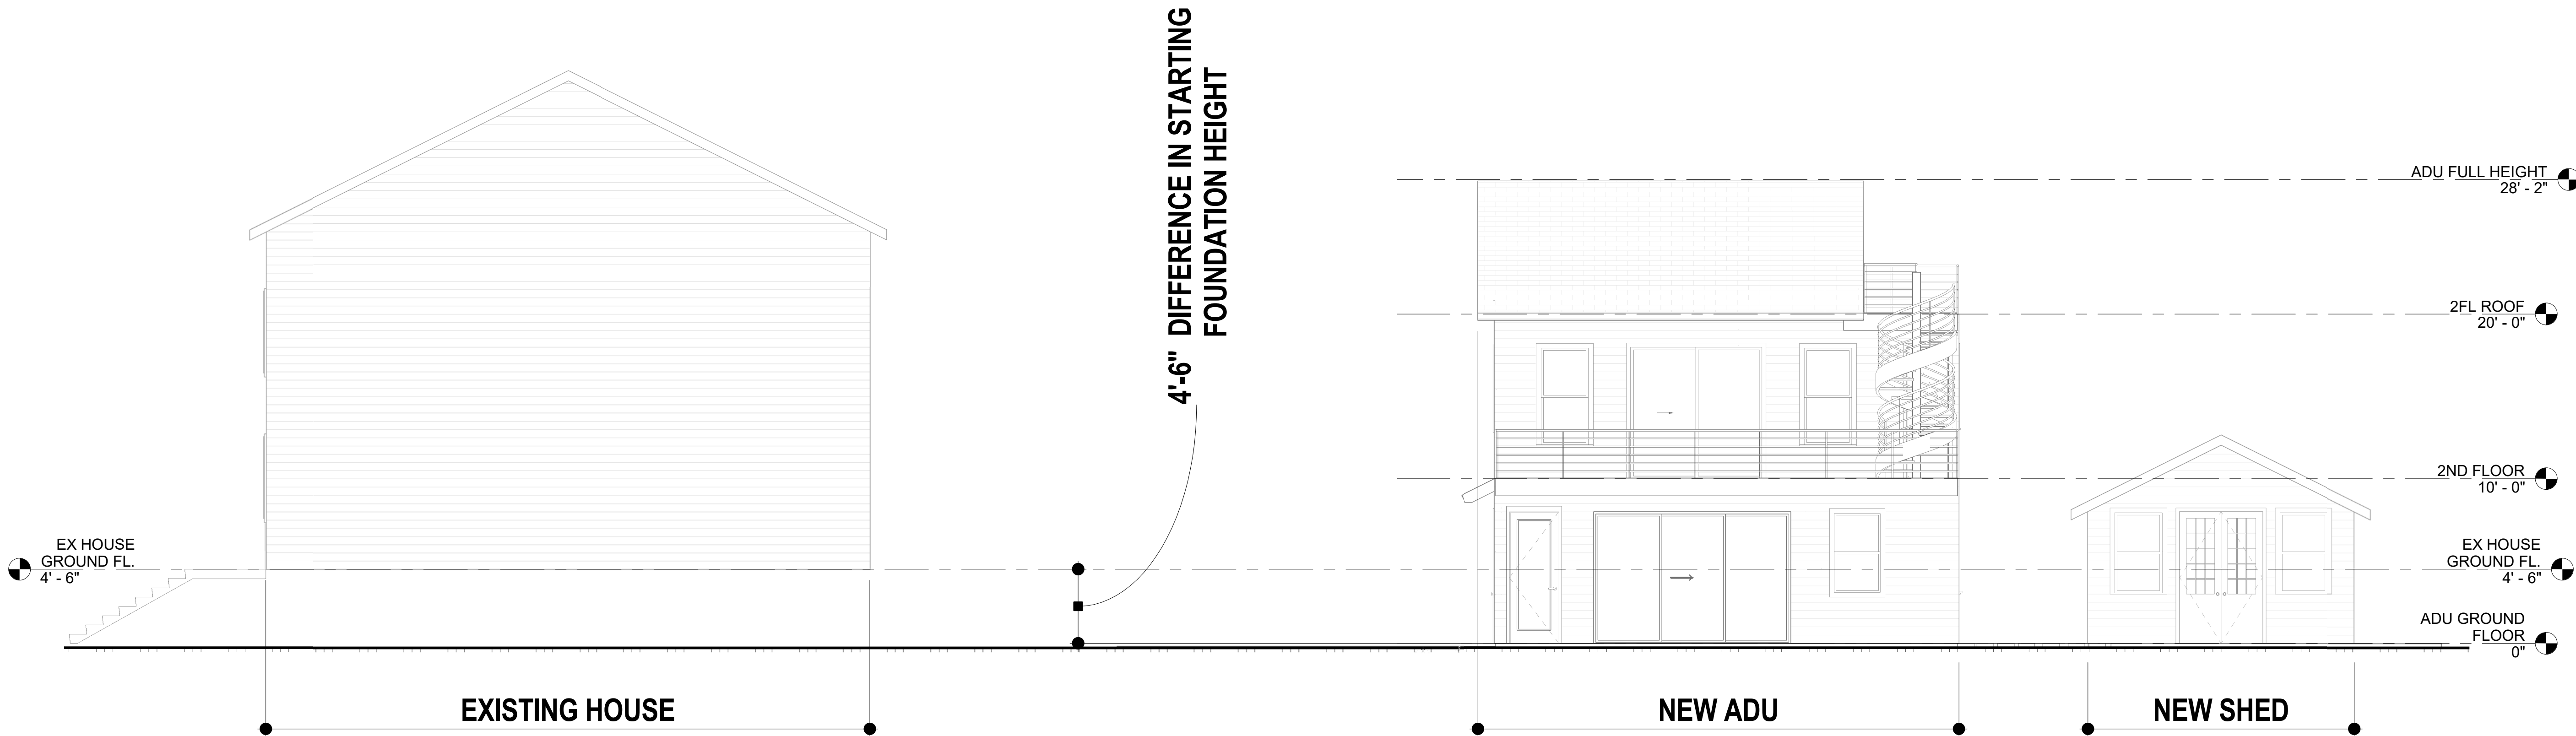 4'-6" DIFFERENCE IN STARTING
FOUNDATION HEIGHT
ADU FULL HEIGHT
28' - 2"
2FL ROOF
20' - 0"
2ND FLOOR
10' - 0"
EX HOUSE
GROUND FL.
4' - 6"
EX HOUSE
GROUND FL.
4' - 6"
ADU GROUND
FLOOR
0"
EXISTING HOUSE
NEW ADU
NEW SHED